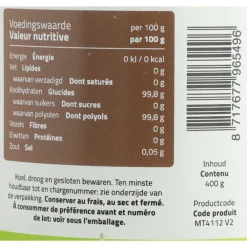 Voedingswaarde per 100 g
Valeur nutritive par 100 g
Energie Énergie 0 kJ / 0 kcal
Vet Lipides 0 g
waarvan verzadigd Dont saturés 0 g
Koolhydraten Glucides 99,8 g
waarvan suikers Dont sucres 0 g
waarvan polyolen Dont polyols 99,8 g
Vezels Fibres 0 g
Eiwitten Protéines 0 g
Zout Sel 0,05 g
Koel, droog en gesloten bewaren. Ten minste
houdbaar tot en chargenummer: zie onderzijde van
de verpakking. Conserver au frais, au sec et fermé.
À consommer de préférence avant et numéro
de lot: voir sous l'emballage.
8 717677 965496
Inhoud
Contenu
400 g
Productcode
Code produit
MT4112 V2